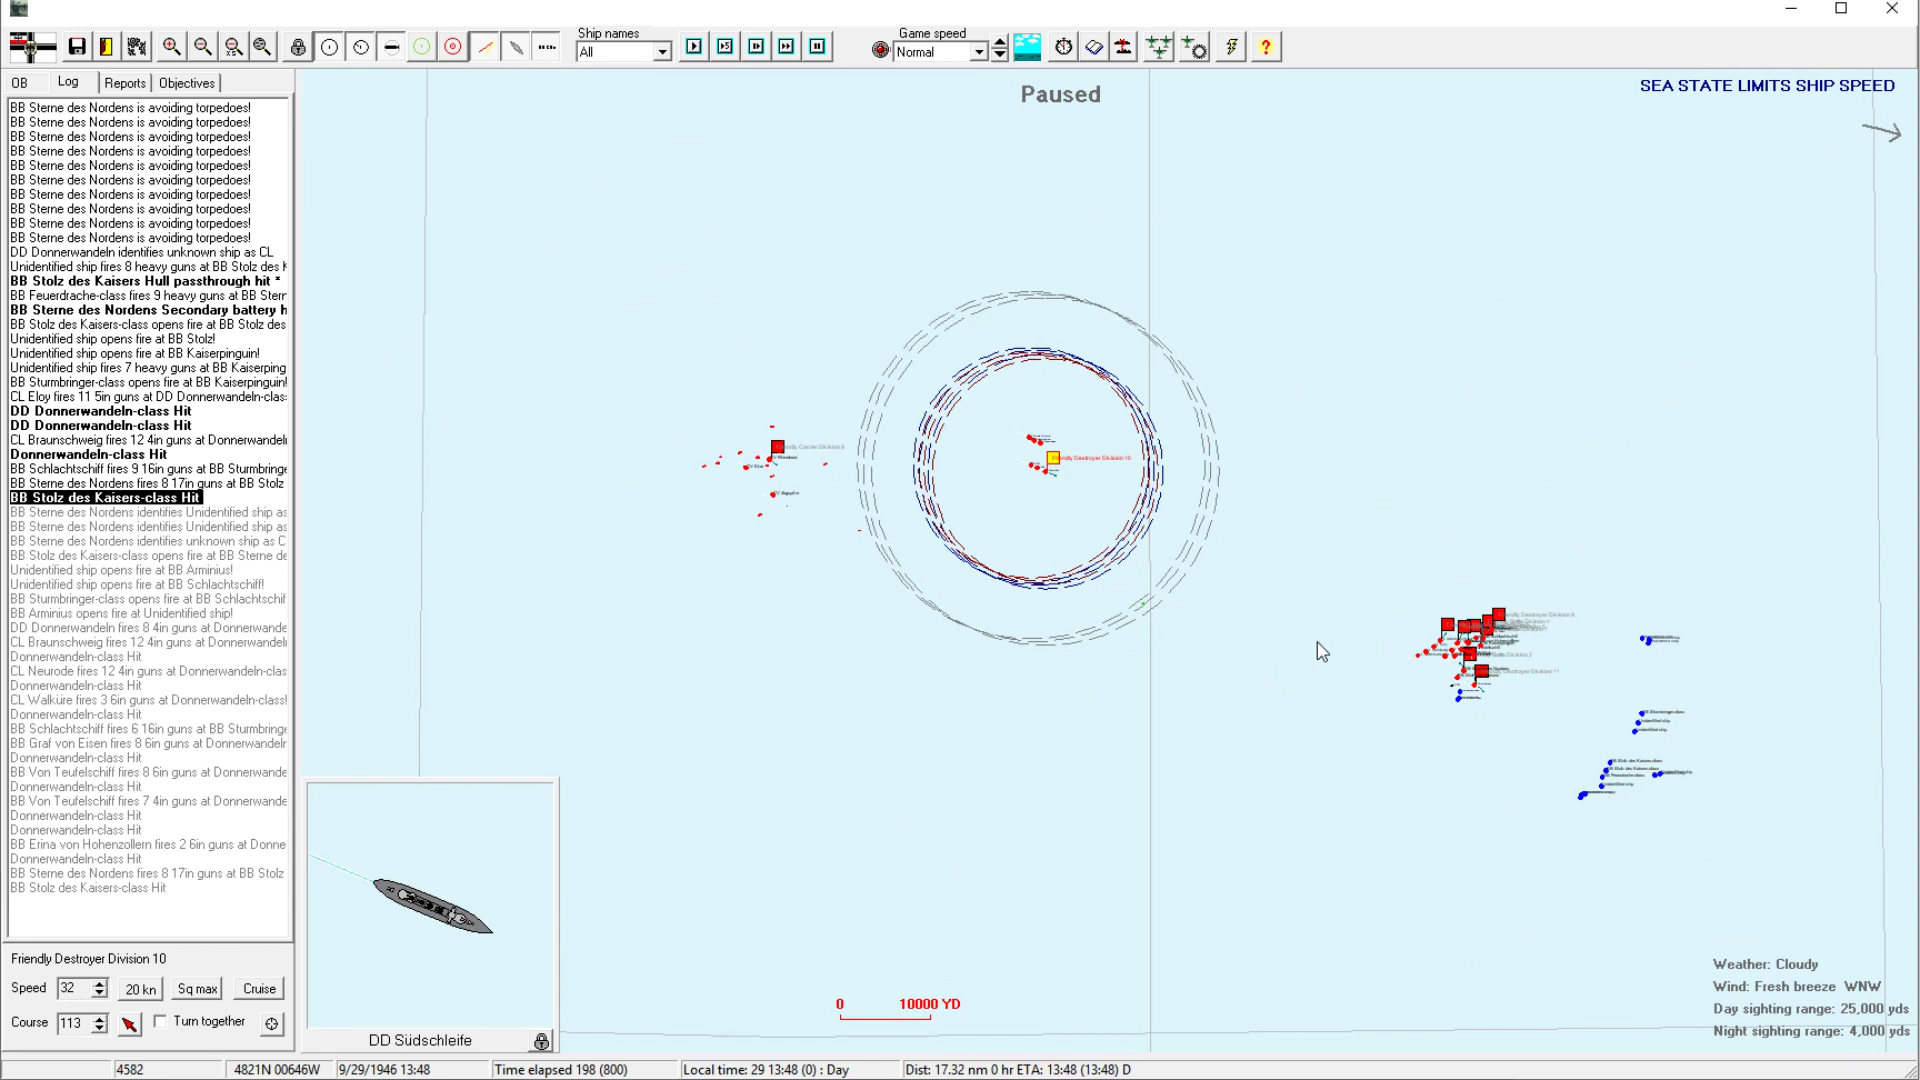 Ship names
All
Game speed
Normal
OB
Log
Reports
Objectives
Paused
SEA STATE LIMITS SHIP SPEED
BB Sterne des Nordens is avoiding torpedoes!
BB Sterne des Nordens is avoiding torpedoes!
BB Sterne des Nordens is avoiding torpedoes!
BB Sterne des Nordens is avoiding torpedoes!
BB Sterne des Nordens is avoiding torpedoes!
BB Sterne des Nordens is avoiding torpedoes!
BB Sterne des Nordens is avoiding torpedoes!
BB Sterne des Nordens is avoiding torpedoes!
BB Sterne des Nordens is avoiding torpedoes!
BB Sterne des Nordens is avoiding torpedoes!
DD Donnerwandeln identifies unknown ship as CL
Unidentified ship fires 8 heavy guns at BB Stolz des K
BB Stolz des Kaisers Hull passthrough hit *
BB Feuerdrache-class fires 9 heavy guns at BB Stern
BB Sterne des Nordens Secondary battery h
BB Stolz des Kaisers-class opens fire at BB Stolz des
Unidentified ship opens fire at BB Stolz!
Unidentified ship opens fire at BB Kaiserpinguin!
Unidentified ship fires 7 heavy guns at BB Kaiserping
BB Sturmbringer-class opens fire at BB Kaiserpinguin!
CL Eloy fires 11 5in guns at DD Donnerwandeln-clas:
DD Donnerwandeln-class Hit
DD Donnerwandeln-class Hit
CL Braunschweig fires 12 4in guns at Donnerwandeln
Donnerwandeln-class Hit
BB Schlachtschiff fires 9 16in guns at BB Sturmbringe
BB Sterne des Nordens fires 8 17in guns at BB Stolz
BB Stolz des Kaisers-class Hit
BB Sterne des Nordens identifies Unidentified ship as
BB Sterne des Nordens identifies Unidentified ship as
BB Sterne des Nordens identifies unknown ship as C
BB Stolz des Kaisers-class opens fire at BB Sterne de
Unidentified ship opens fire at BB Arminius!
Unidentified ship opens fire at BB Schlachtschiff!
BB Sturmbringer-class opens fire at BB Schlachtschif
BB Arminius opens fire at Unidentified ship!
DD Donnerwandeln fires 8 4in guns at Donnerwande
CL Braunschweig fires 12 4in guns at Donnerwandeln
Donnerwandeln-class Hit
CL Neurode fires 12 4in guns at Donnerwandeln-clas
Donnerwandeln-class Hit
CL Walküre fires 3 6in guns at Donnerwandeln-class!
Donnerwandeln-class Hit
BB Schlachtschiff fires 6 16in guns at BB Sturmbringe
BB Graf von Eisen fires 8 6in guns at Donnerwandeln
Donnerwandeln-class Hit
BB Von Teufelschiff fires 8 6in guns at Donnerwande
Donnerwandeln-class Hit
BB Von Teufelschiff fires 7 4in guns at Donnerwande
Donnerwandeln-class Hit
Donnerwandeln-class Hit
BB Erina von Hohenzollern fires 2 6in guns at Donne
Donnerwandeln-class Hit
BB Sterne des Nordens fires 8 17in guns at BB Stolz
BB Stolz des Kaisers-class Hit
Friendly Destroyer Division 10
Friendly Destroyer Division 10
Speed 32 20 kn Sq max Cruise
Course 113 Turn together
DD Südschleife
0 10000 YD
Weather: Cloudy
Wind: Fresh breeze WNW
Day sighting range: 25,000 yds
Night sighting range: 4,000 yds
4582
4821N 00646W
9/29/1946 13:48
Time elapsed 198 (800)
Local time: 29 13:48 (0) : Day
Dist: 17.32 nm 0 hr ETA: 13:48 (13:48) D